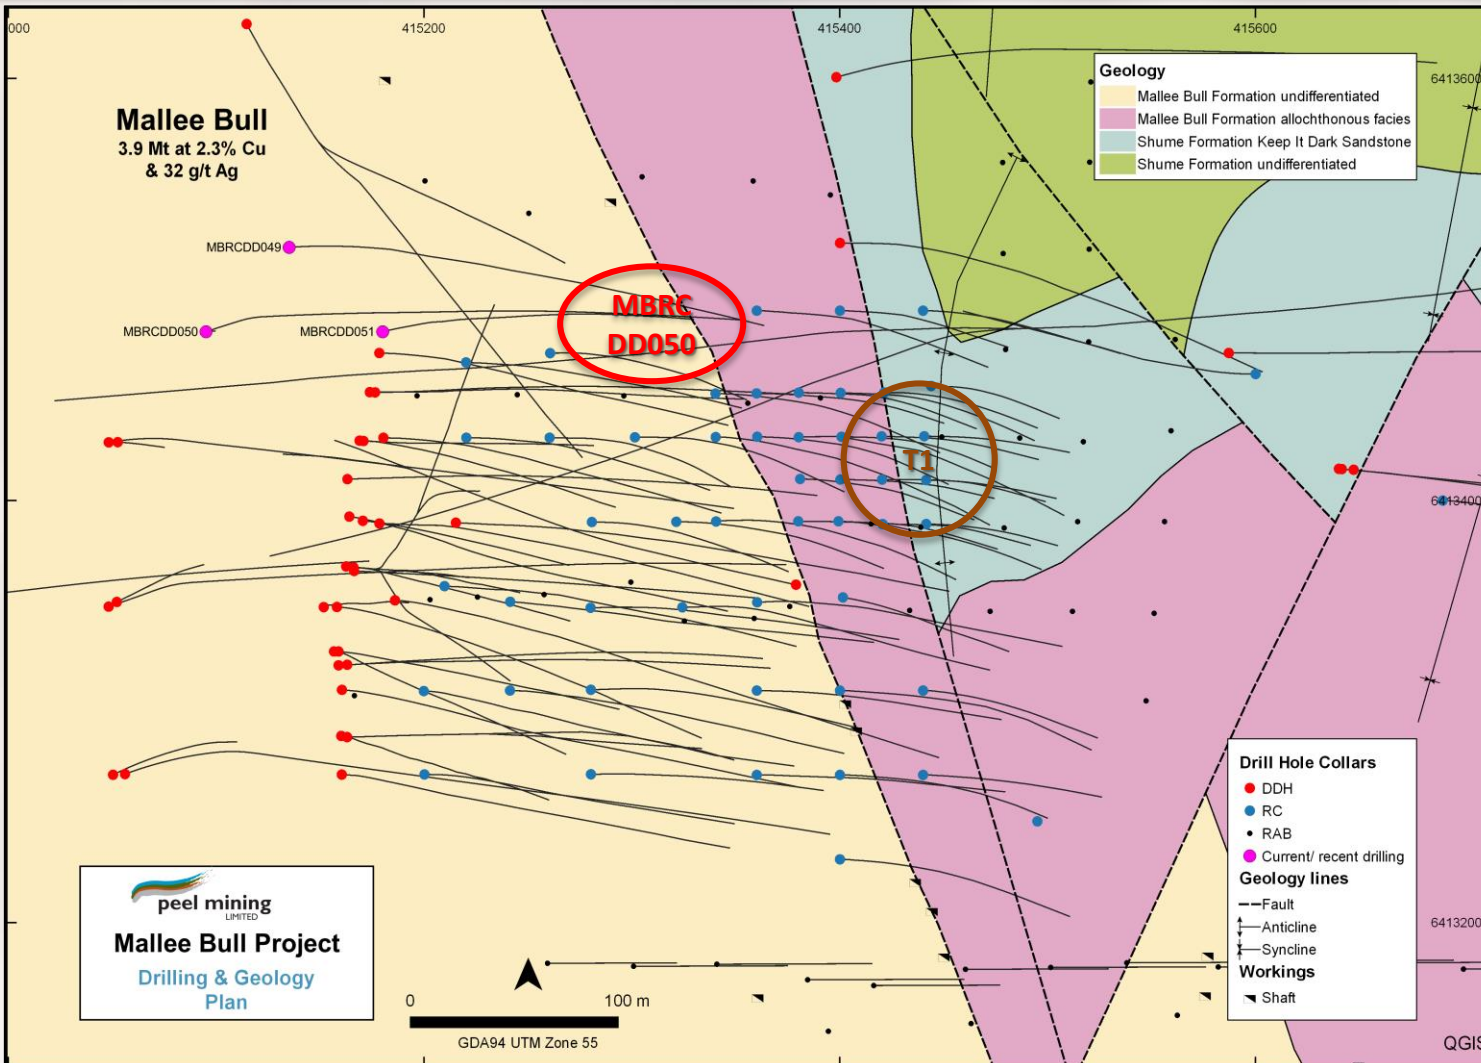 000
415200
415400
415600
Geology
Mallee Bull Formation undifferentiated
Mallee Bull Formation allochthonous facies
Shume Formation Keep It Dark Sandstone
Shume Formation undifferentiated
6413600
Mallee Bull
3.9 Mt at 2.3% Cu
& 32 g/t Ag
MBRCDD049
MBRCDD050
MBRCDD051
MBRC
DD050
T1
6413400
Drill Hole Collars
DDH
RC
RAB
Current/ recent drilling
Geology lines
Fault
Anticline
Syncline
Workings
Shaft
6413200
peel mining
LIMITED
Mallee Bull Project
Drilling & Geology
Plan
0
100 m
GDA94 UTM Zone 55
QGIS